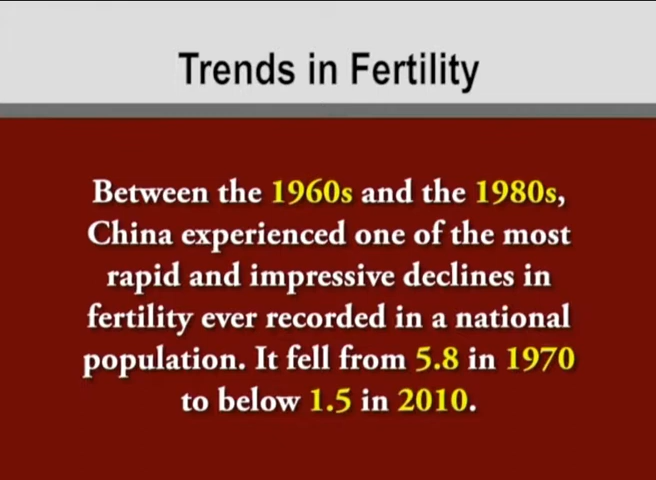 Trends in Fertility
Between the 1960s and the 1980s,
China experienced one of the most
rapid and impressive declines in
fertility ever recorded in a national
population. It fell from 5.8 in 1970
to below 1.5 in 2010.